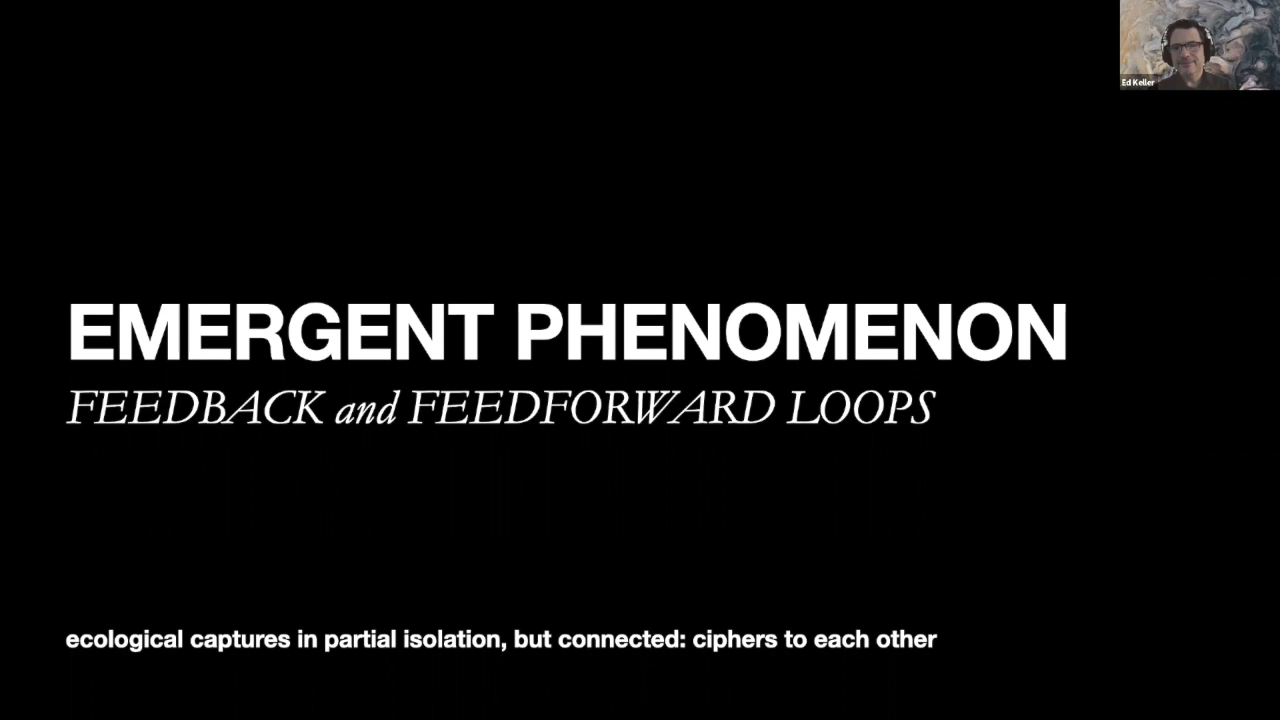 Ed Keller
EMERGENT PHENOMENON
FEEDBACK and FEEDFORWARD LOOPS
ecological captures in partial isolation, but connected: ciphers to each other